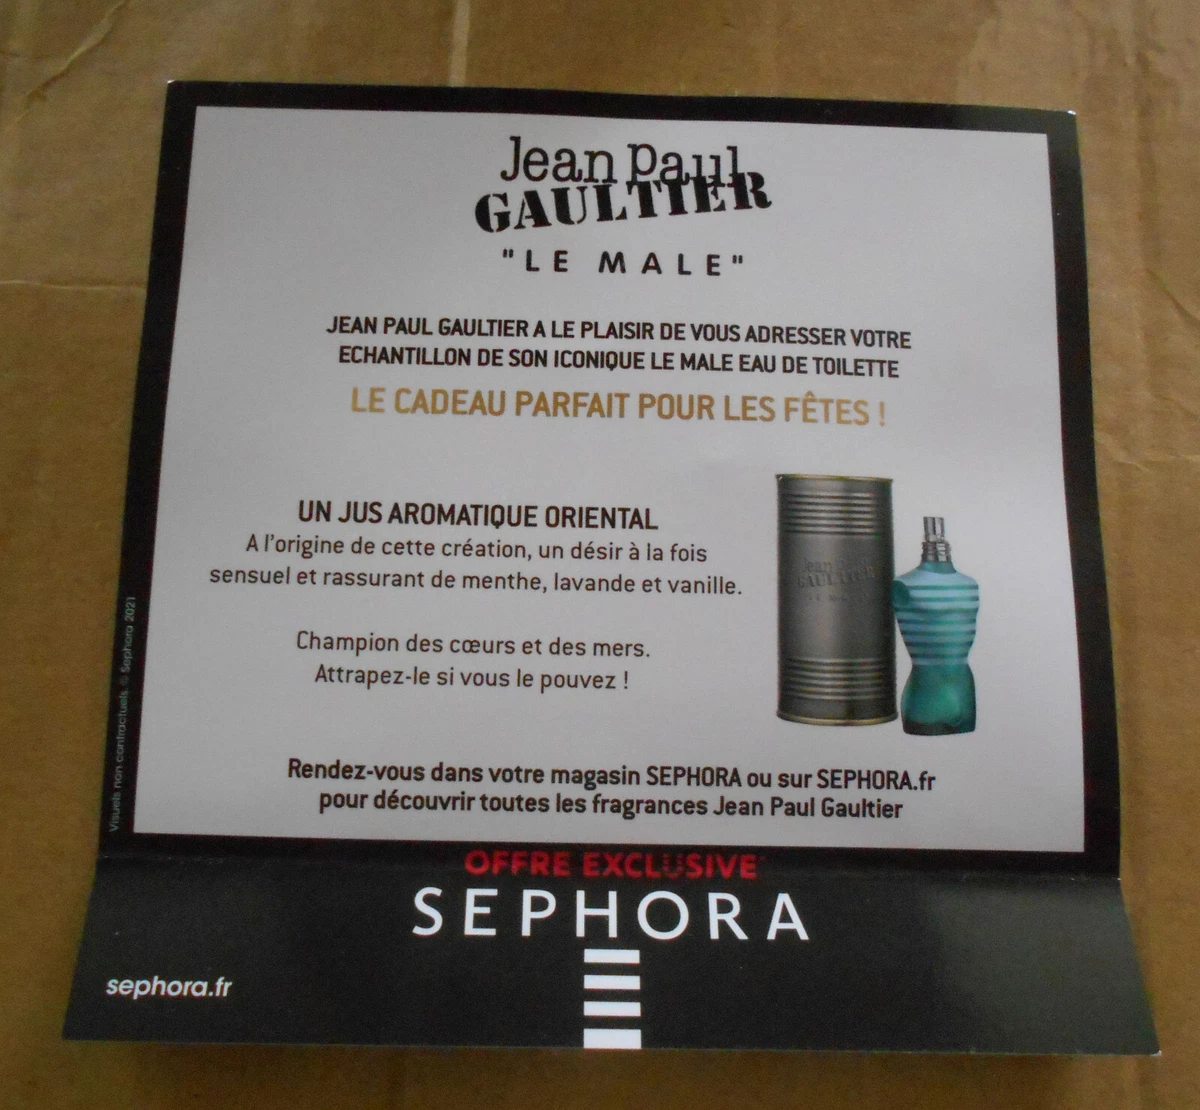 Jean Paul
GAULTIER
"LE MALE"
JEAN PAUL GAULTIER A LE PLAISIR DE VOUS ADRESSER VOTRE
ECHANTILLON DE SON ICONIQUE LE MALE EAU DE TOILETTE
LE CADEAU PARFAIT POUR LES FÊTES !
UN JUS AROMATIQUE ORIENTAL
A l'origine de cette création, un désir à la fois
sensuel et rassurant de menthe, lavande et vanille.
Champion des cœurs et des mers.
Attrapez-le si vous le pouvez !
Jean Paul
GAULTIER
"LE MALE"
Rendez-vous dans votre magasin SEPHORA ou sur SEPHORA.fr
pour découvrir toutes les fragrances Jean Paul Gaultier
Visuels non contractuels. © Sephora 2021
OFFRE EXCLUSIVE*
SEPHORA
sephora.fr